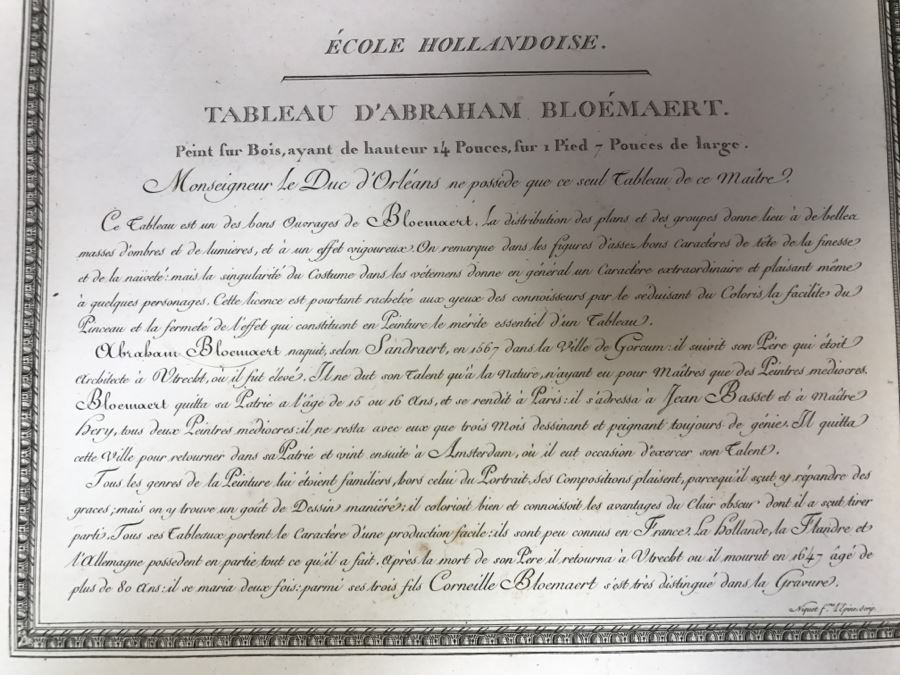 ÉCOLE HOLLANDOISE.
TABLEAU D'ABRAHAM BLOÉMAERT.
Peint sur Bois, ayant de hauteur 14 Pouces, sur 1 Pied 7 Pouces de large.
Monseigneur le Duc d'Orléans ne possède que ce seul Tableau de ce Maître.
Ce Tableau est un des bons Ouvrages de Bloemaert. La distribution des plans et des groupes donne lieu à de belles
masses d'ombres et de lumieres, et à un effet vigoureux. On remarque dans les figures d'assez bons Caractères de tête de la finesse
et de la naiveté: mais la singularité du Costume dans les vétemens donne en général un Caractère extraordinaire et plaisant même
à quelques personages. Cette licence est pourtant rachelée aux yeux des connoisseurs par le séduisant du Coloris, la facilité du
Pinceau et la fermeté de l'effet qui constituent en Peinture le mérite essentiel d'un Tableau.
Abraham Bloemaert naquit, selon Sandraert, en 1567 dans la Ville de Gorcum: il suivit son Père qui étoit
Architecte à Utrecht, où il fut élevé. Il ne dut son Talent qu'à la Nature, n'ayant eu pour Maîtres que des Peintres médiocres.
Bloemaert quitta sa Patrie a l'âge de 15 ou 16 Ans, et se rendit à Paris: il s'adressa à Jean Basset et à Maître
Hery, tous deux Peintres médiocres: il ne resta avec eux que trois Mois dessinant et peignant toujours de génie. Il quitta
cette Ville pour retourner dans sa Patrie et vint ensuite à Amsterdam, où il eut occasion d'exercer son Talent.
Tous les genres de la Peinture lui étoient familiers, hors celui du Portrait. Ses Compositions plaisent, parcequ'il sçut y répandre des
graces; mais on y trouve un goût de Dessin maniéré; il colorioit bien et connoissoit les avantages du Clair obscur dont il a sçut tirer
parti. Tous ses Tableaux portent le Caractère d'une production facile: ils sont peu connus en France. La Hollande, la Flandre et
l'Allemagne possedent en partie tout ce qu'il a fait. Après la mort de son Père il retourna à Utrecht ou il mourut en 1647 âgé de
plus de 80 Ans: il se maria deux fois: parmi ses trois fils Corneille Bloemaert s'est très distingué dans la Gravure.
Niquet f.<sup>me</sup> l'Epine scrip.